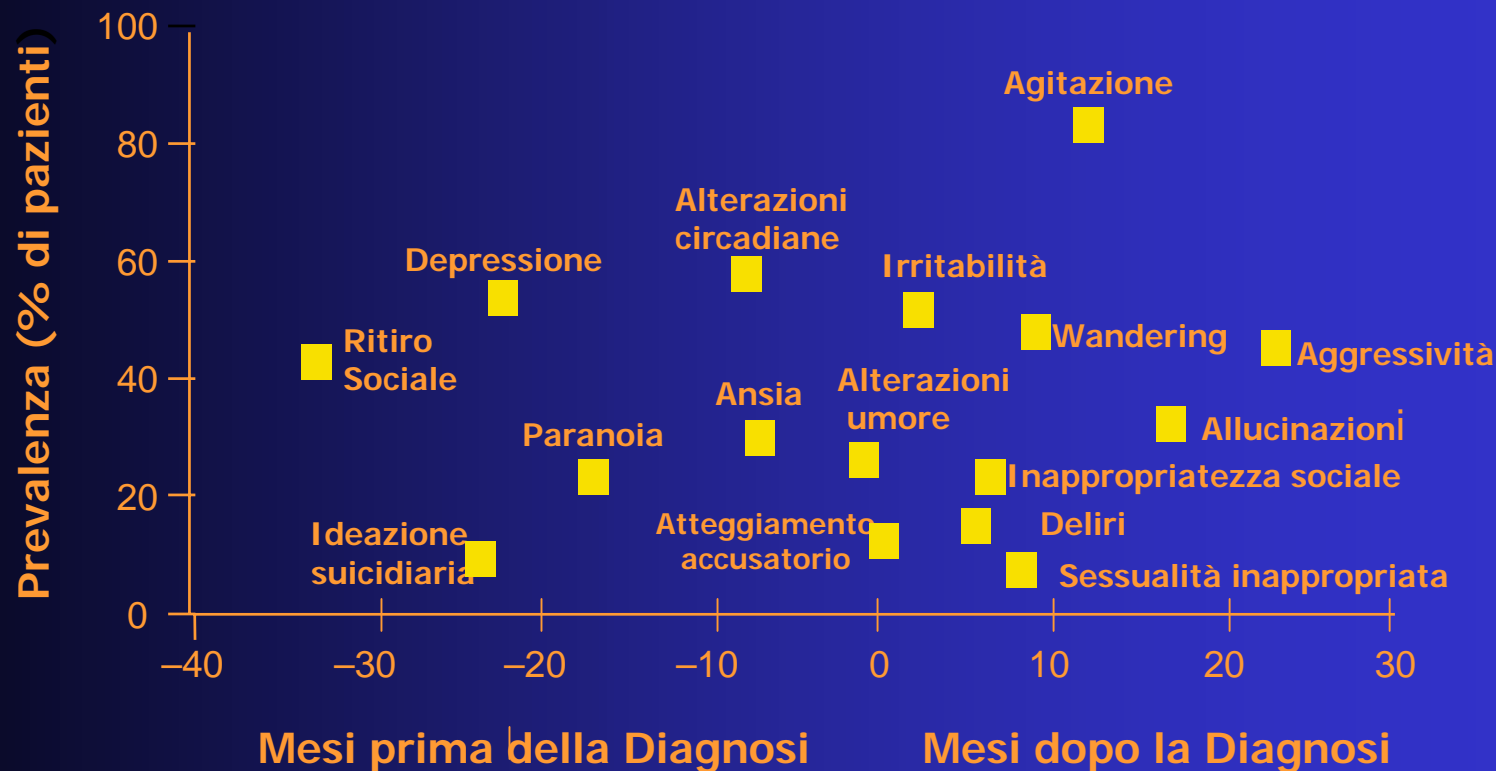 Prevalenza (% di pazienti)
100
80
60
40
20
0
Agitazione
Alterazioni
circadiane
Depressione
Irritabilità
Ritiro
Sociale
Wandering
Aggressività
Ansia
Alterazioni
umore
Paranoia
Allucinazioni
Inappropriatezza sociale
Ideazione
suicidiaria
Atteggiamento
accusatorio
Deliri
Sessualità inappropriata
–40 –30 –20 –10 0 10 20 30
Mesi prima della Diagnosi Mesi dopo la Diagnosi